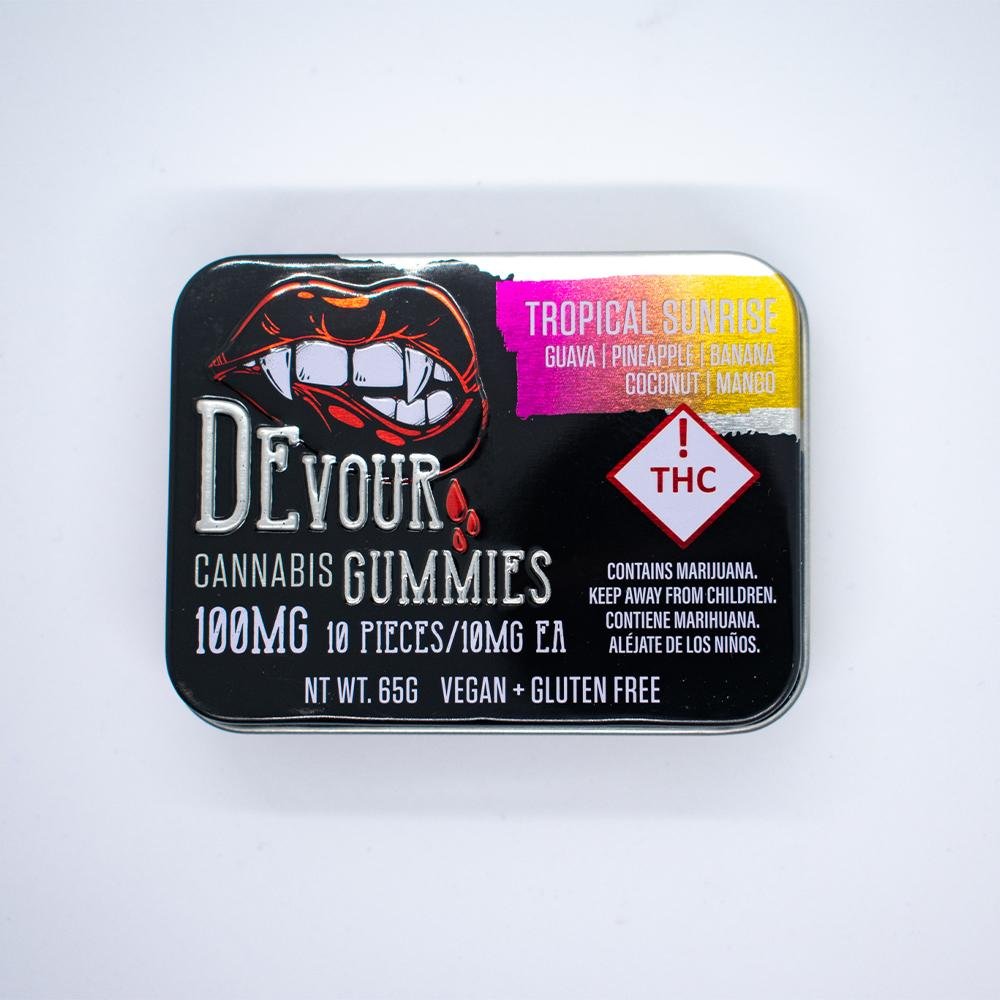 TROPICAL SUNRISE
GUAVA | PINEAPPLE | BANANA
COCONUT | MANGO
DEVOUR
CANNABIS GUMMIES
100MG 10 PIECES/10MG EA
!
THC
CONTAINS MARIJUANA.
KEEP AWAY FROM CHILDREN.
CONTIENE MARIHUANA.
ALÉJATE DE LOS NIÑOS.
NT WT. 65G VEGAN + GLUTEN FREE